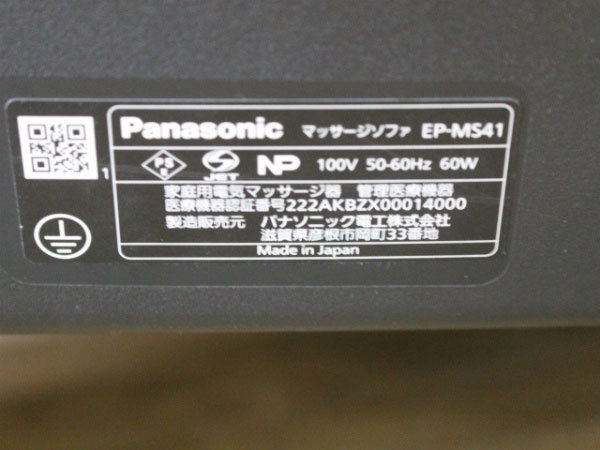 Panasonic マッサージソファ EP-MS41
PS E JET NP 100V 50-60Hz 60W
家庭用電気マッサージ器 管理医療機器
医療機器認証番号222AKBZX00014000
製造販売元 パナソニック電工株式会社
滋賀県彦根市岡町33番地
Made in Japan
1